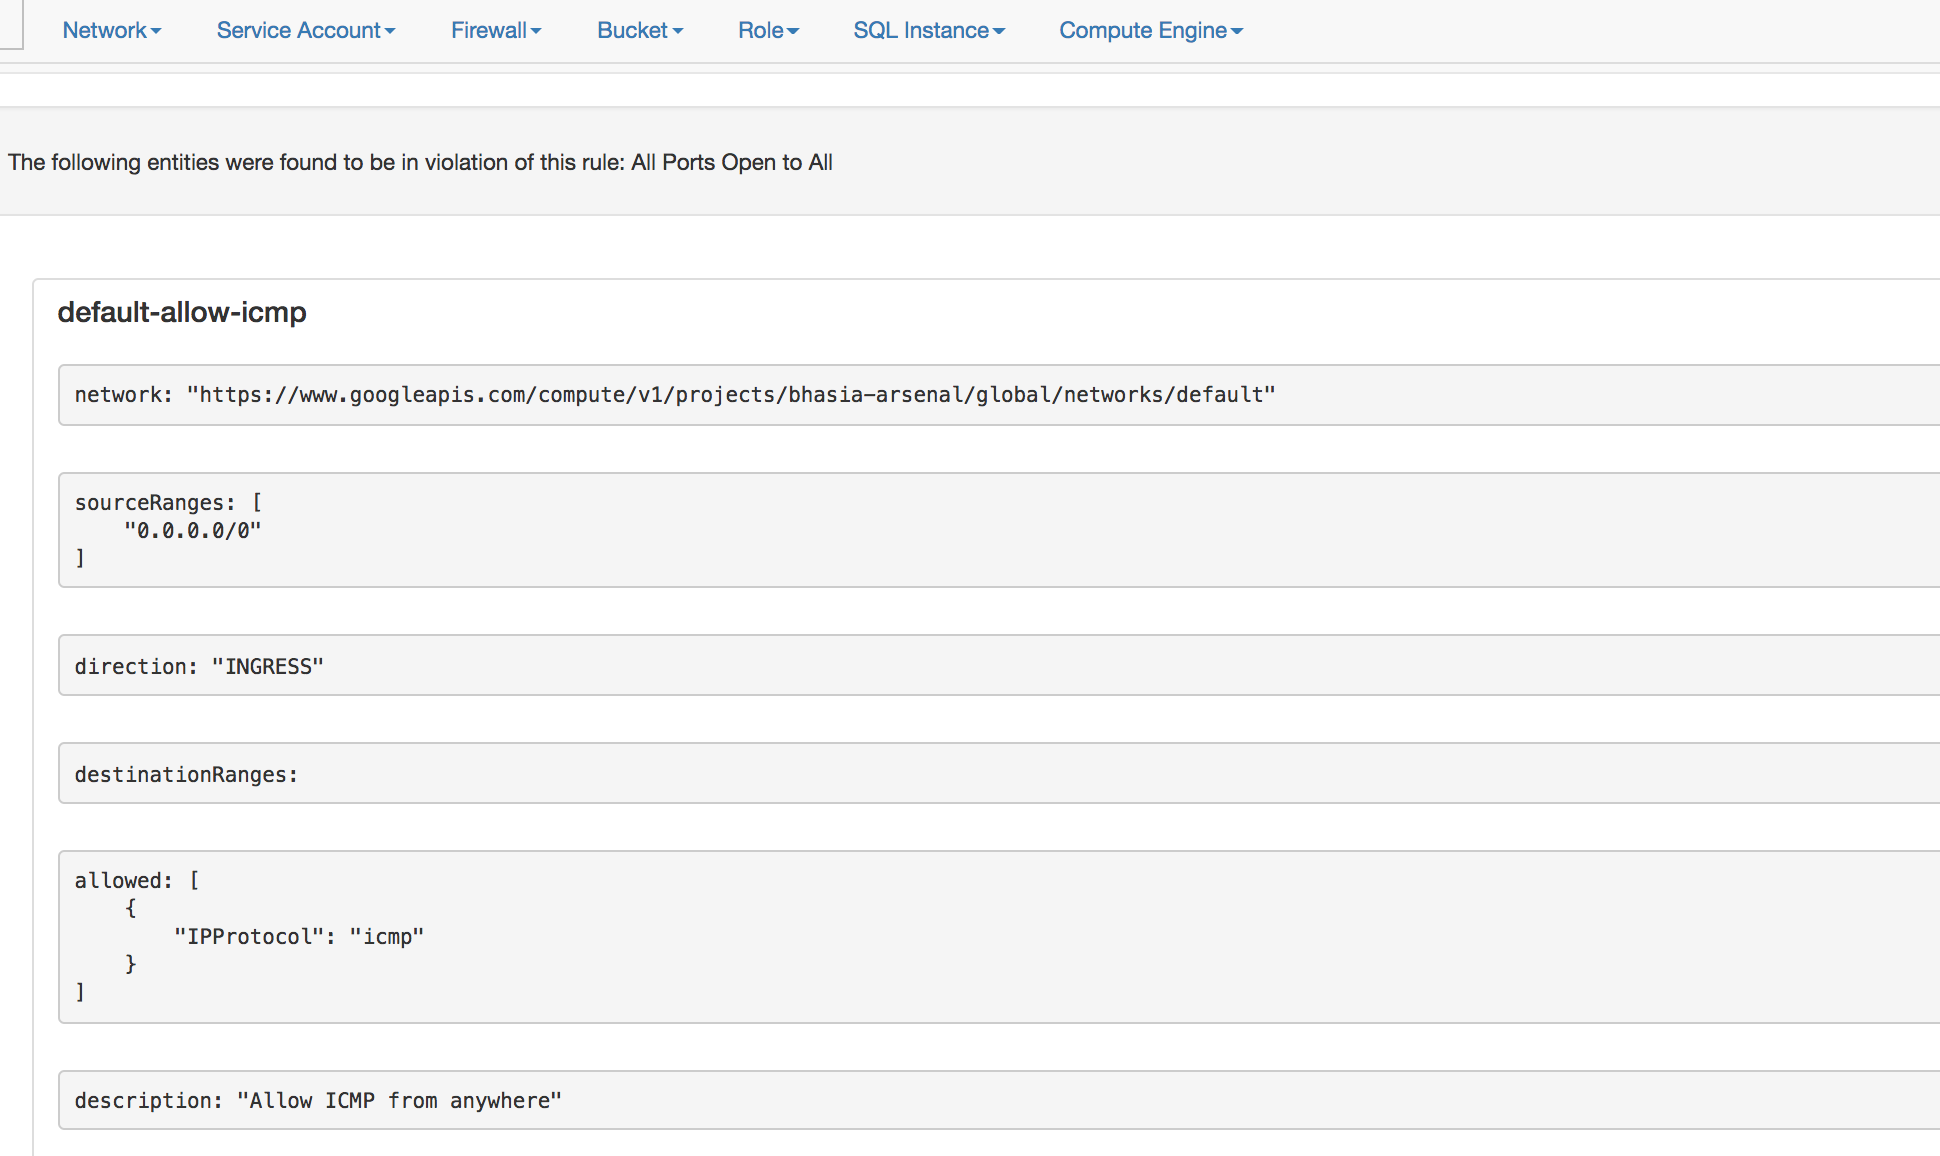 Network Service Account Firewall Bucket Role SQL Instance Compute Engine
The following entities were found to be in violation of this rule: All Ports Open to All
default-allow-icmp
network: "https://www.googleapis.com/compute/v1/projects/bhasia-arsenal/global/networks/default"
sourceRanges: [
"0.0.0.0/0"
]
direction: "INGRESS"
destinationRanges:
allowed: [
{
"IPProtocol": "icmp"
}
]
description: "Allow ICMP from anywhere"